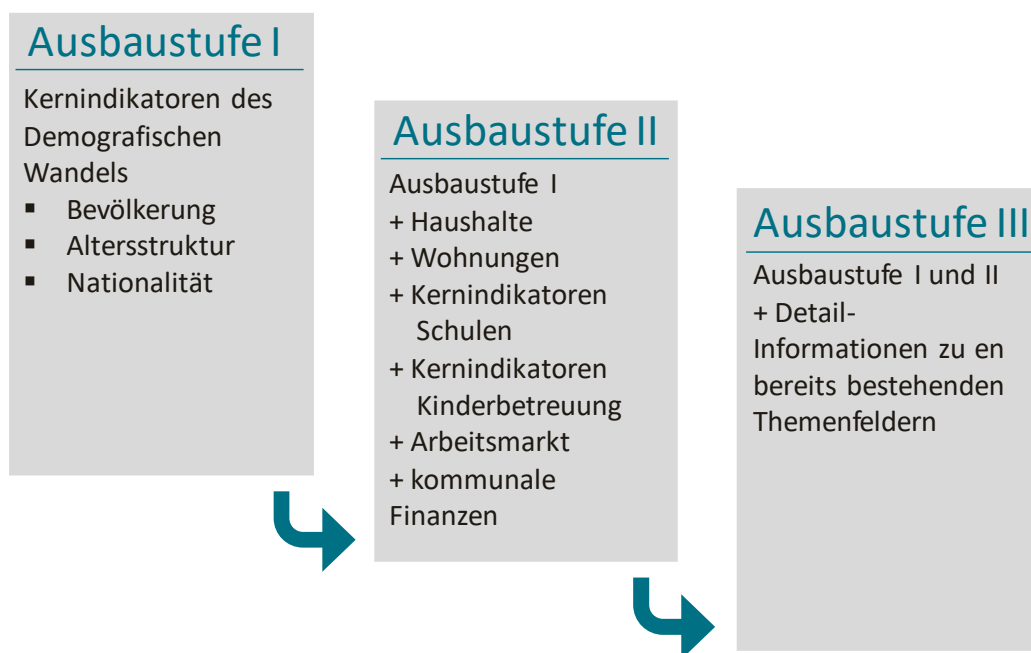 Ausbaustufe I
Kernindikatoren des
Demografischen
Wandels
▪ Bevölkerung
▪ Altersstruktur
▪ Nationalität
Ausbaustufe II
Ausbaustufe I
+ Haushalte
+ Wohnungen
+ Kernindikatoren
Schulen
+ Kernindikatoren
Kinderbetreuung
+ Arbeitsmarkt
+ kommunale
Finanzen
Ausbaustufe III
Ausbaustufe I und II
+ Detail-
Informationen zu en
bereits bestehenden
Themenfeldern